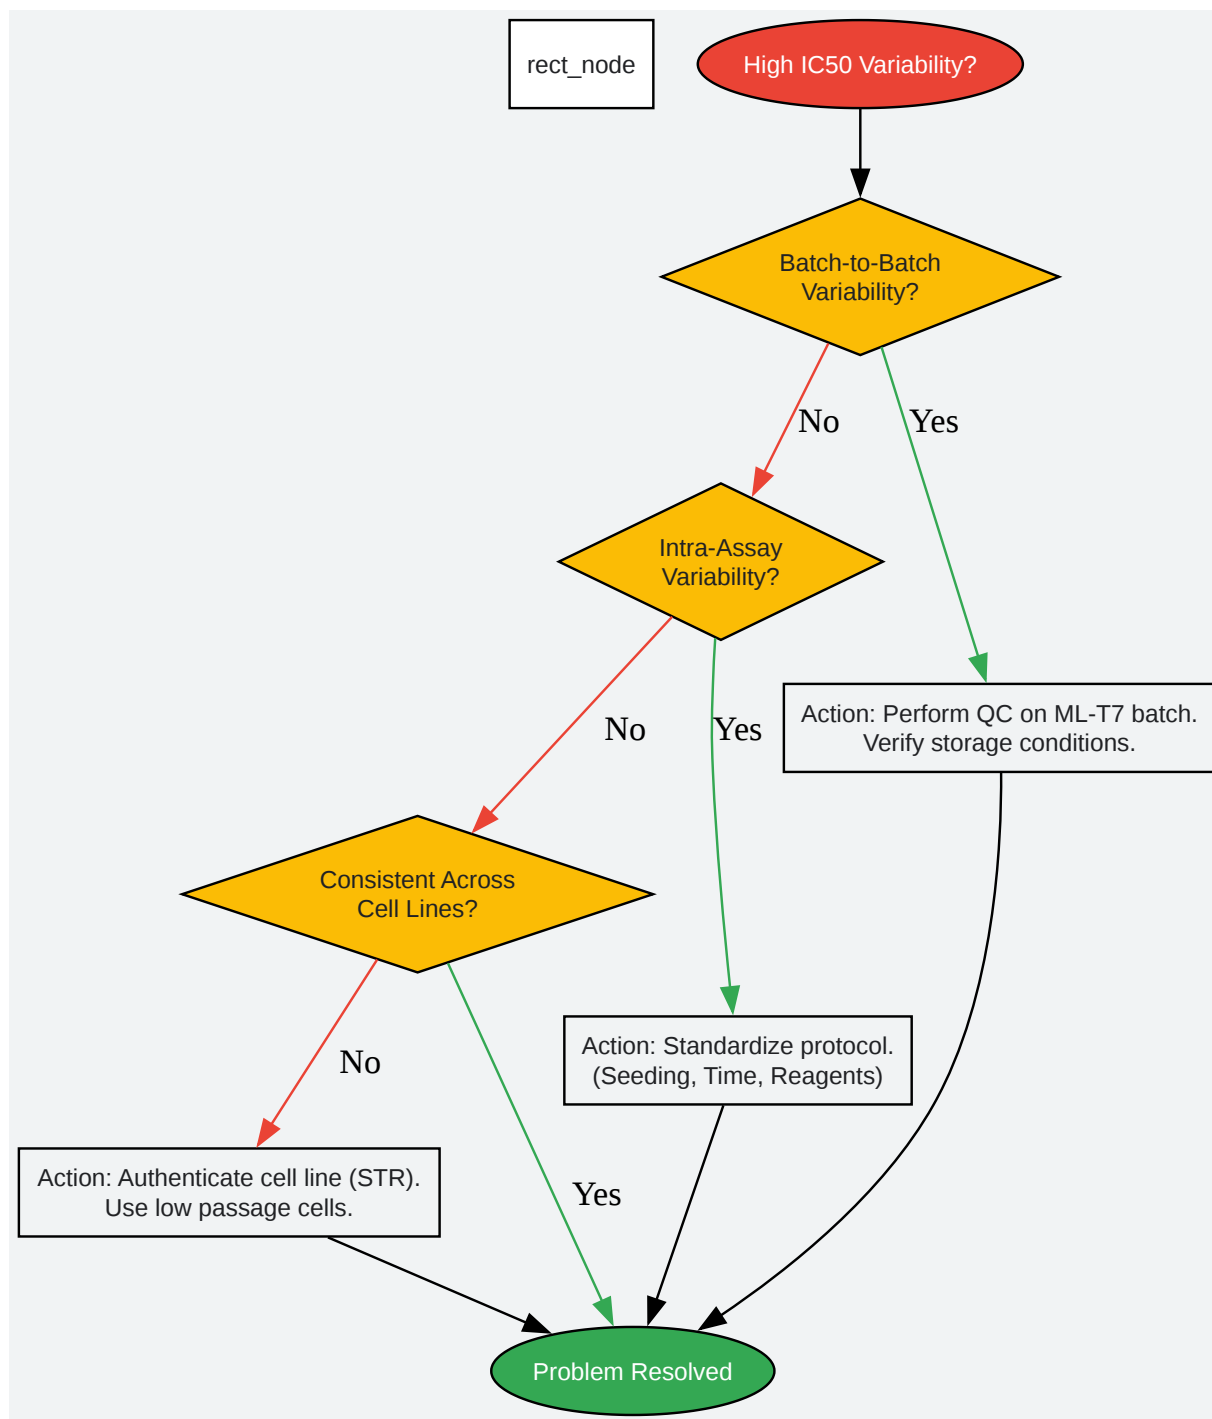 rect_node
High IC50 Variability?
Batch-to-Batch
Variability?
No
Yes
Intra-Assay
Variability?
No
Yes
Action: Perform QC on ML-T7 batch.
Verify storage conditions.
Consistent Across
Cell Lines?
Action: Standardize protocol.
(Seeding, Time, Reagents)
No
Action: Authenticate cell line (STR).
Use low passage cells.
Yes
Problem Resolved